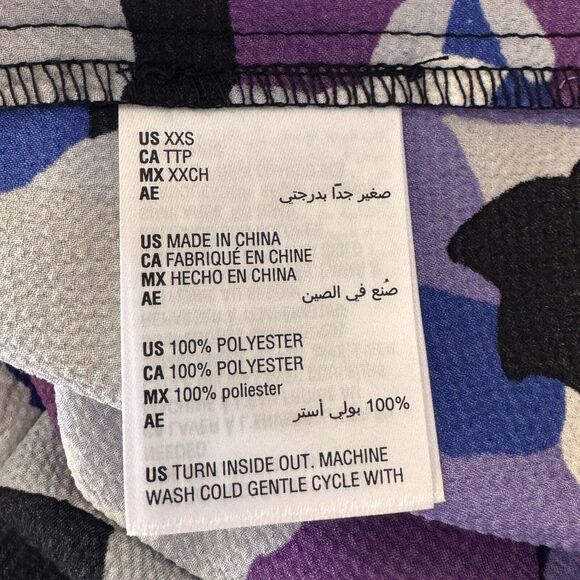 US XXS
CA TTP
MX XXCH
AE صغير جدًا بدرجتي
US MADE IN CHINA
CA FABRIQUÉ EN CHINE
MX HECHO EN CHINA
AE صُنع في الصين
US 100% POLYESTER
CA 100% POLYESTER
MX 100% poliester
AE 100% بولي أستر
US TURN INSIDE OUT. MACHINE
WASH COLD GENTLE CYCLE WITH